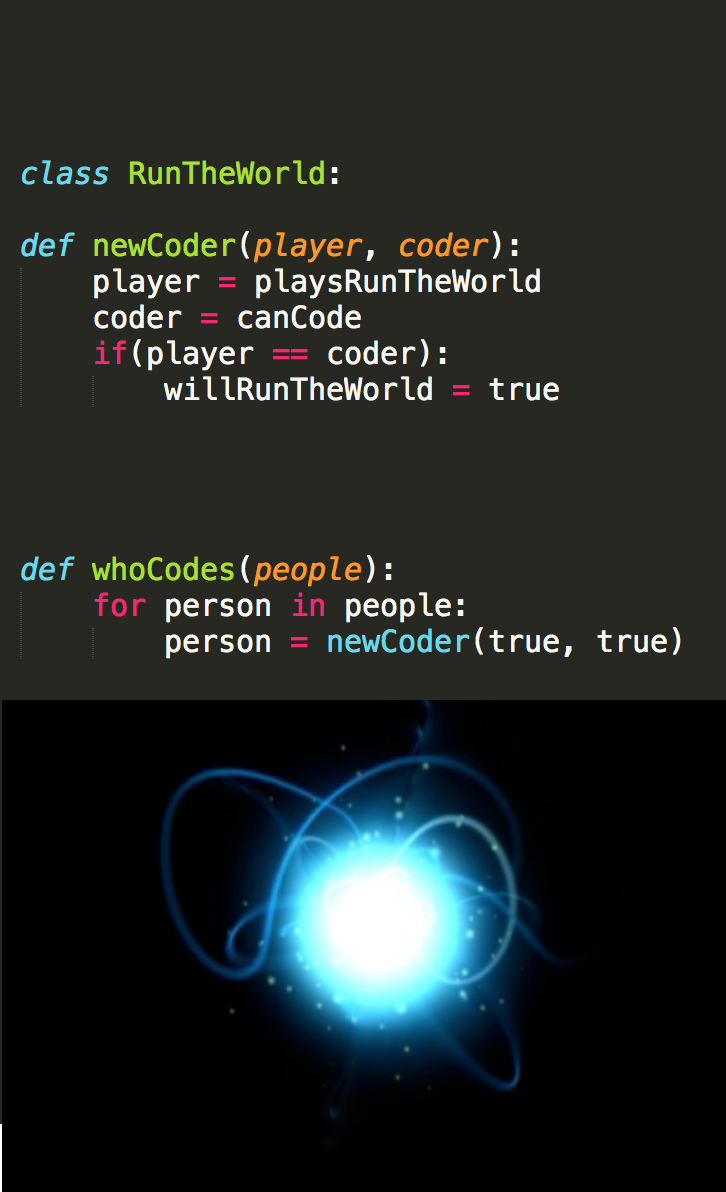 class RunTheWorld:
def newCoder(player, coder):
    player = playsRunTheWorld
    coder = canCode
    if(player == coder):
        willRunTheWorld = true
def whoCodes(people):
    for person in people:
        person = newCoder(true, true)